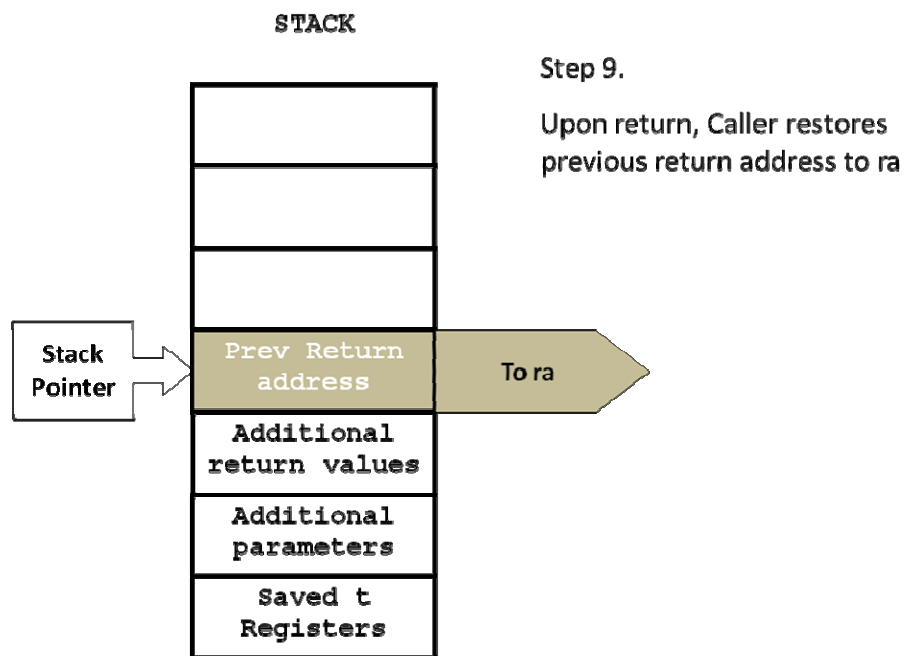 STACK
Step 9.
Upon return, Caller restores
previous return address to ra
Stack
Pointer
Prev Return
address
To ra
Additional
return values
Additional
parameters
Saved t
Registers